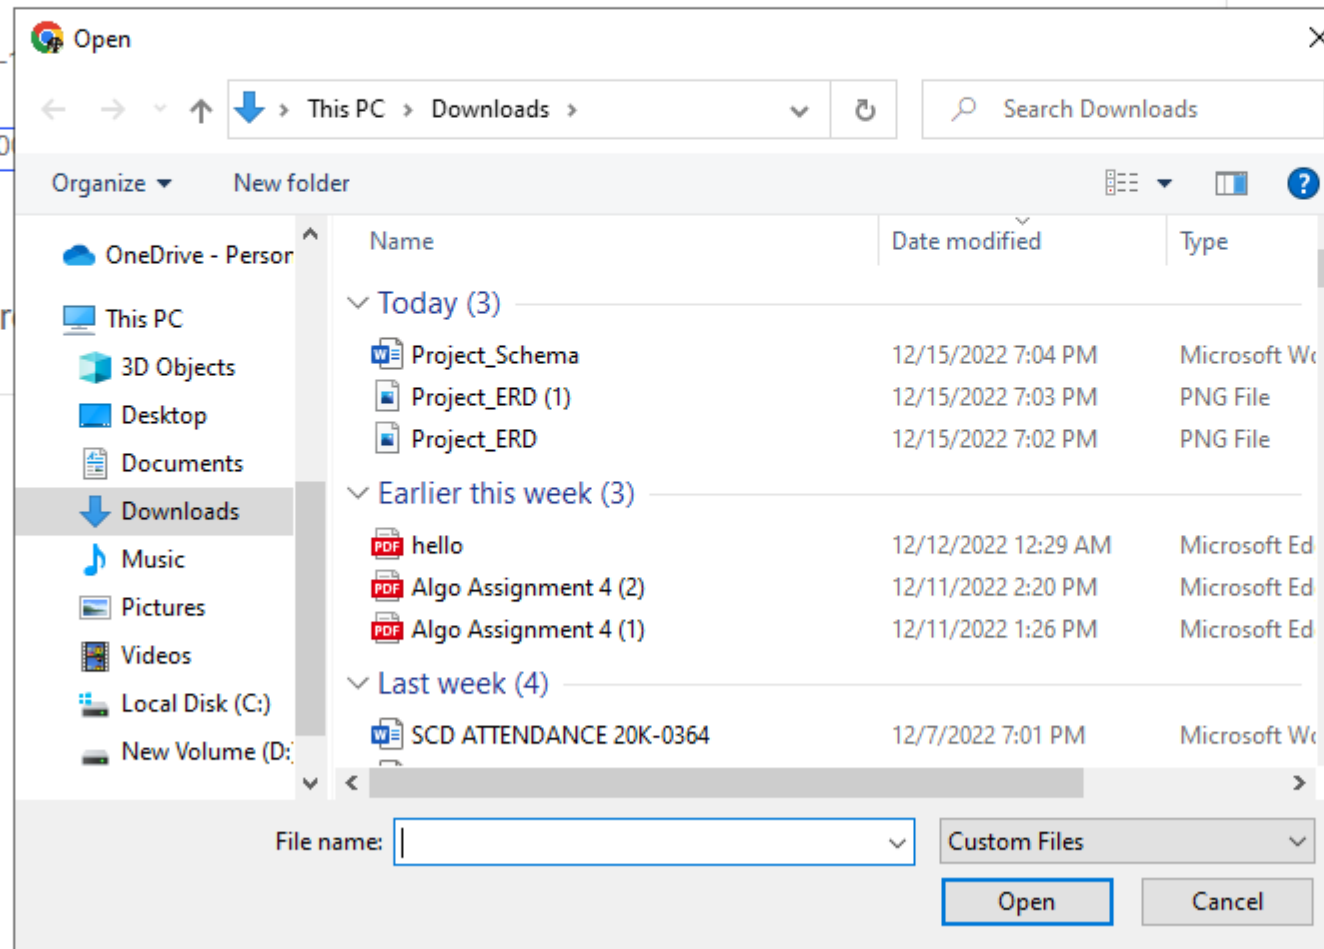 Open
This PC > Downloads >
Search Downloads
Organize
New folder
?
Name
Date modified
Type
OneDrive - Person
This PC
3D Objects
Desktop
Documents
Downloads
Music
Pictures
Videos
Local Disk (C:)
New Volume (D:
Today (3)
Project_Schema 12/15/2022 7:04 PM Microsoft Wo
Project_ERD (1) 12/15/2022 7:03 PM PNG File
Project_ERD 12/15/2022 7:02 PM PNG File
Earlier this week (3)
PDF hello 12/12/2022 12:29 AM Microsoft Ed
PDF Algo Assignment 4 (2) 12/11/2022 2:20 PM Microsoft Ed
PDF Algo Assignment 4 (1) 12/11/2022 1:26 PM Microsoft Ed
Last week (4)
SCD ATTENDANCE 20K-0364 12/7/2022 7:01 PM Microsoft Wo
File name:
Custom Files
Open
Cancel